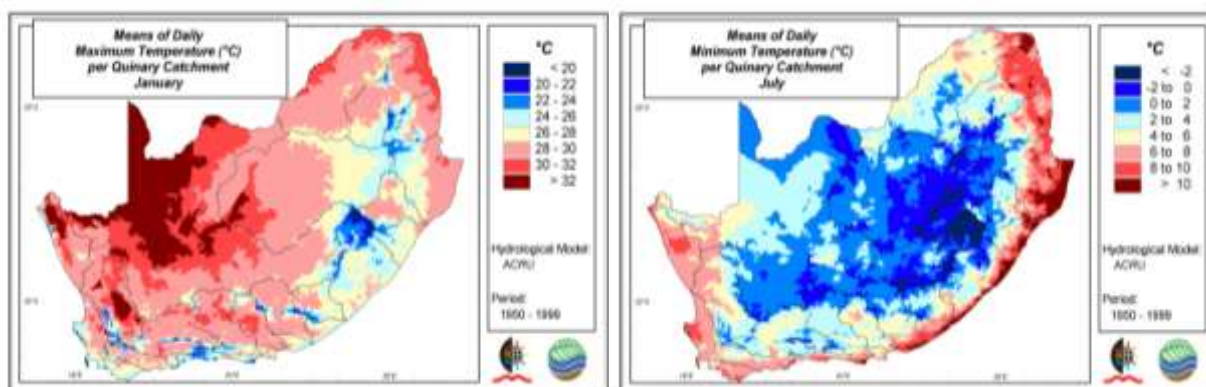 Means of Daily
Maximum Temperature (°C)
per Quinary Catchment
January
°C
< 20
20 - 22
22 - 24
24 - 26
26 - 28
28 - 30
30 - 32
> 32
Hydrological Model:
ACRU
Period:
1950 - 1999
Means of Daily
Minimum Temperature (°C)
per Quinary Catchment
July
°C
< -2
-2 to 0
0 to 2
2 to 4
4 to 6
6 to 8
8 to 10
> 10
Hydrological Model:
ACRU
Period:
1950 - 1999